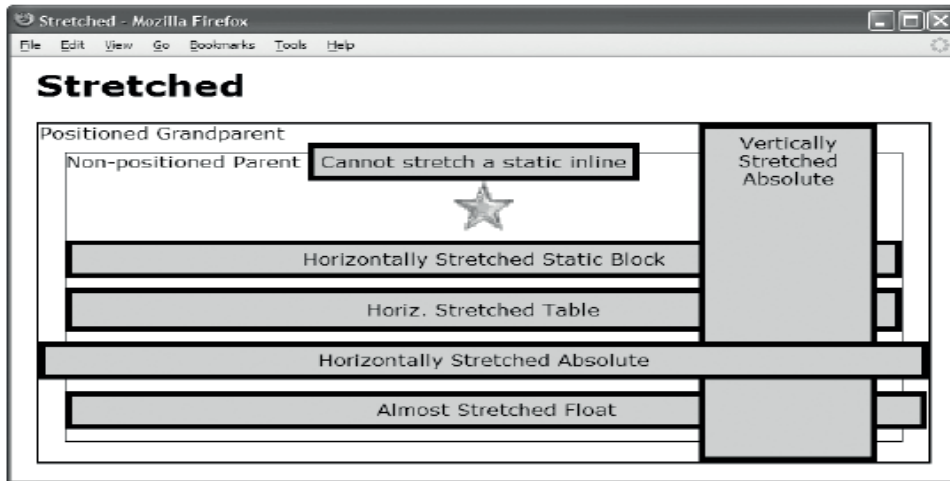 Stretched - Mozilla Firefox
File Edit View Go Bookmarks Tools Help
Stretched
Positioned Grandparent
Non-positioned Parent
Cannot stretch a static inline
Vertically
Stretched
Absolute
Horizontally Stretched Static Block
Horiz. Stretched Table
Horizontally Stretched Absolute
Almost Stretched Float